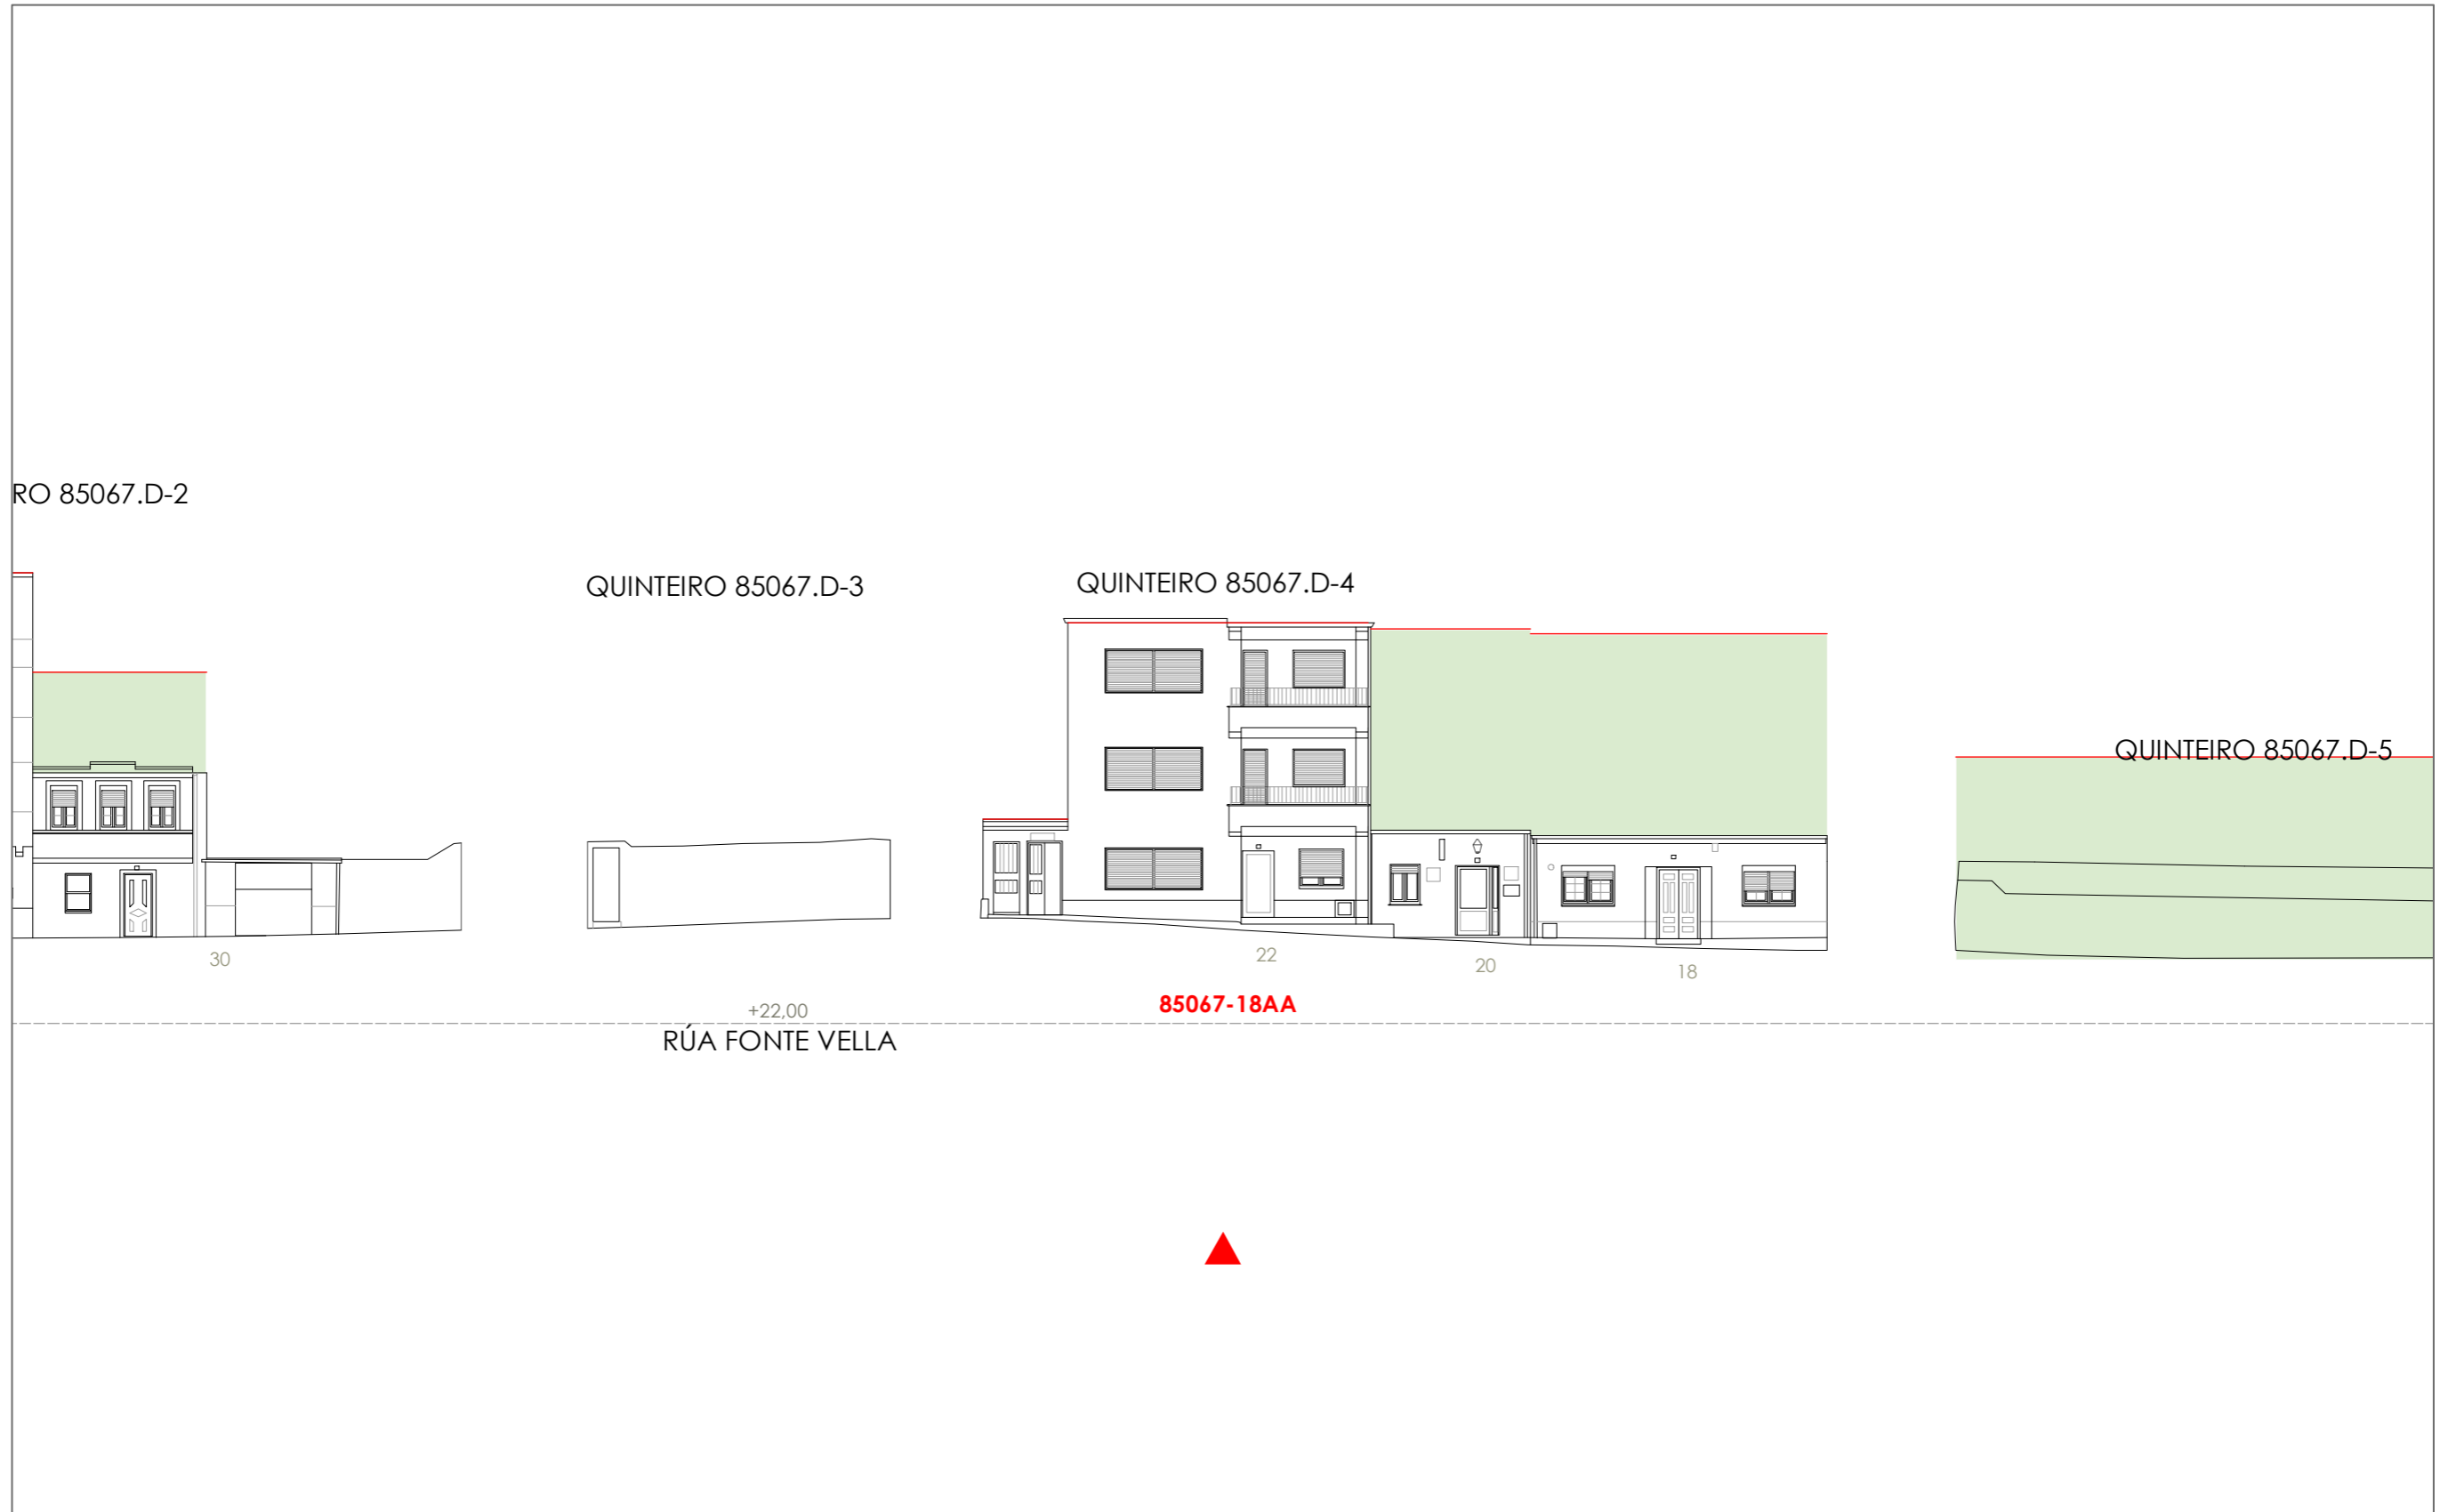 RO 85067.D-2
QUINTEIRO 85067.D-3
QUINTEIRO 85067.D-4
QUINTEIRO 85067.D-5
30
22
20
18
+22,00
85067-18AA
RÚA FONTE VELLA